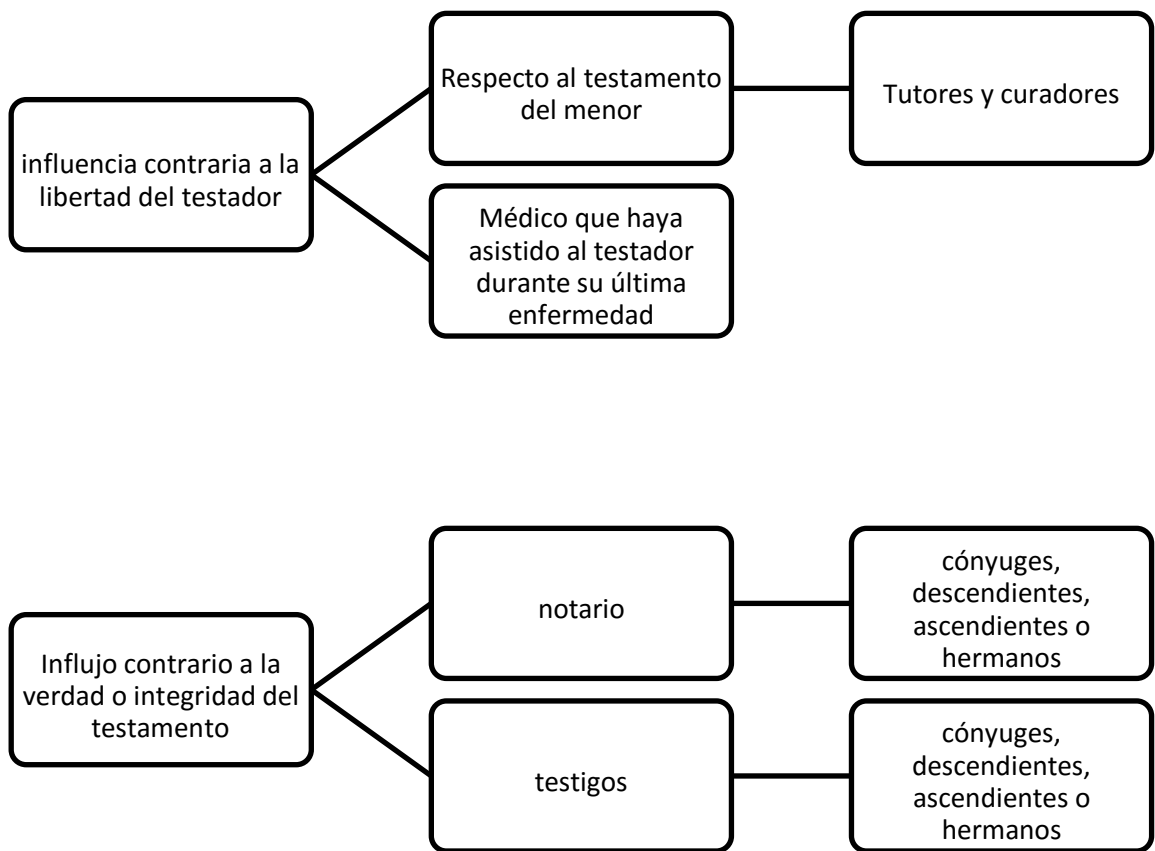 influencia contraria a la
libertad del testador
Respecto al testamento
del menor
Tutores y curadores
Médico que haya
asistido al testador
durante su última
enfermedad
Influjo contrario a la
verdad o integridad del
testamento
notario
cónyuges,
descendientes,
ascendientes o
hermanos
testigos
cónyuges,
descendientes,
ascendientes o
hermanos